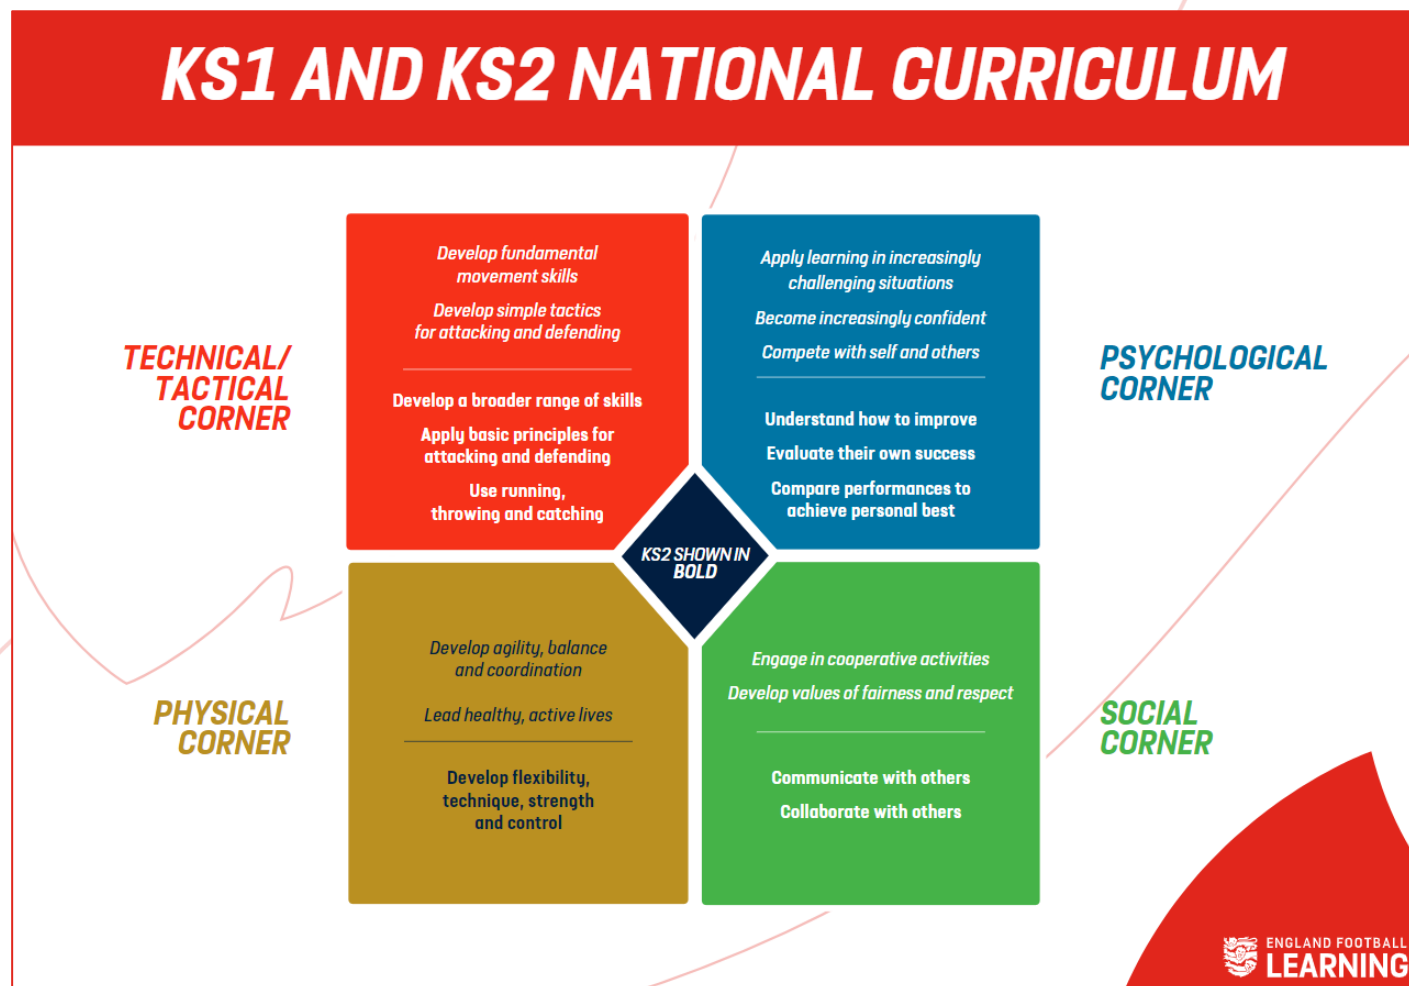 KS1 AND KS2 NATIONAL CURRICULUM
TECHNICAL/
TACTICAL
CORNER
Develop fundamental
movement skills
Develop simple tactics
for attacking and defending
Develop a broader range of skills
Apply basic principles for
attacking and defending
Use running,
throwing and catching
Apply learning in increasingly
challenging situations
Become increasingly confident
Compete with self and others
Understand how to improve
Evaluate their own success
Compare performances to
achieve personal best
PSYCHOLOGICAL
CORNER
KS2 SHOWN IN
BOLD
PHYSICAL
CORNER
Develop agility, balance
and coordination
Lead healthy, active lives
Develop flexibility,
technique, strength
and control
Engage in cooperative activities
Develop values of fairness and respect
Communicate with others
Collaborate with others
SOCIAL
CORNER
ENGLAND FOOTBALL
LEARNING